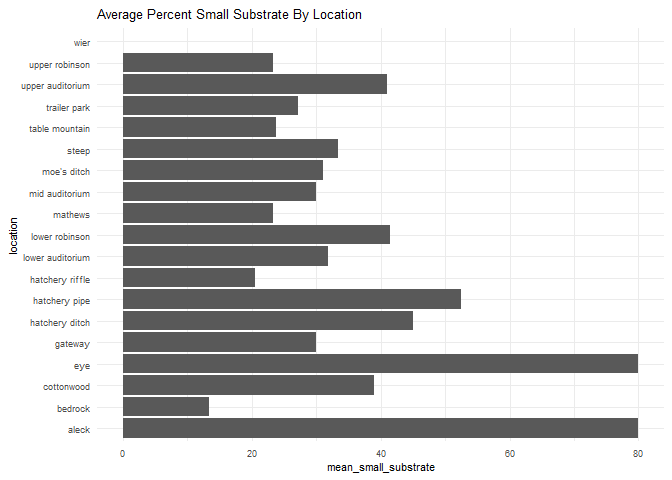 Average Percent Small Substrate By Location
location
wier
upper robinson
upper auditorium
trailer park
table mountain
steep
moe's ditch
mid auditorium
mathews
lower robinson
lower auditorium
hatchery riffle
hatchery pipe
hatchery ditch
gateway
eye
cottonwood
bedrock
aleck
0 20 40 60 80
mean_small_substrate